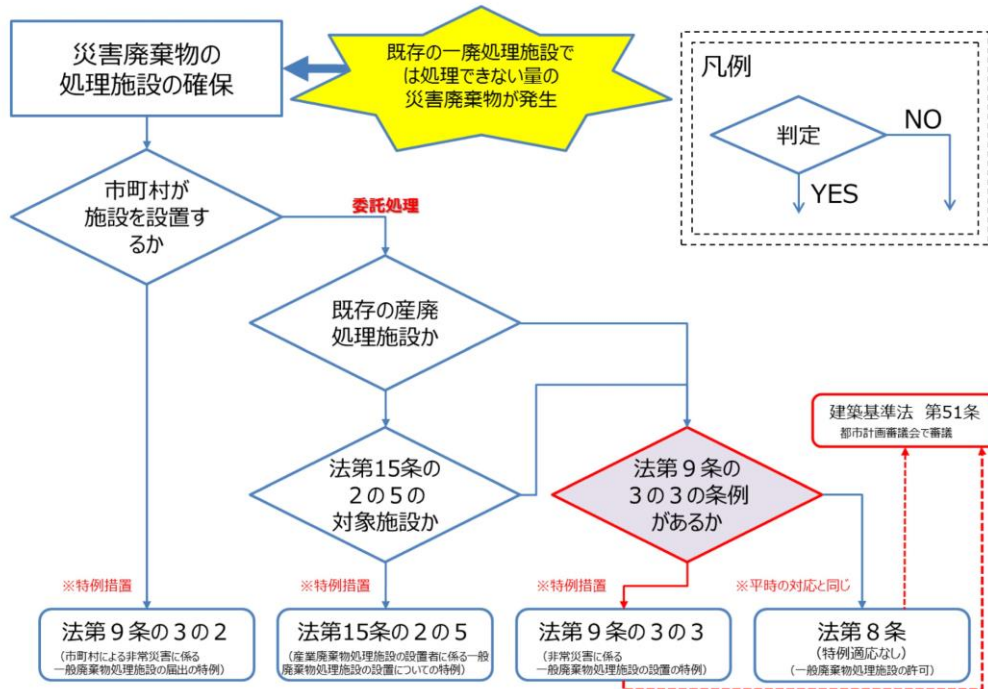 災害廃棄物の
処理施設の確保
既存の一廃処理施設で
は処理できない量の
災害廃棄物が発生
凡例
判定
NO
YES
市町村が
施設を設置す
るか
委託処理
既存の産廃
処理施設か
建築基準法 第51条
都市計画審議会で審議
法第15条の
2の5の
対象施設か
法第9条の
3の3の条例
があるか
※特例措置
※特例措置
※特例措置
※平時の対応と同じ
法第9条の3の2
（市町村による非常災害に係る
一般廃棄物処理施設の届出の特例）
法第15条の2の5
（産業廃棄物処理施設の設置者に係る一般
廃棄物処理施設の設置についての特例）
法第9条の3の3
（非常災害に係る
一般廃棄物処理施設の設置の特例）
法第8条
（特例適応なし）
（一般廃棄物処理施設の許可）